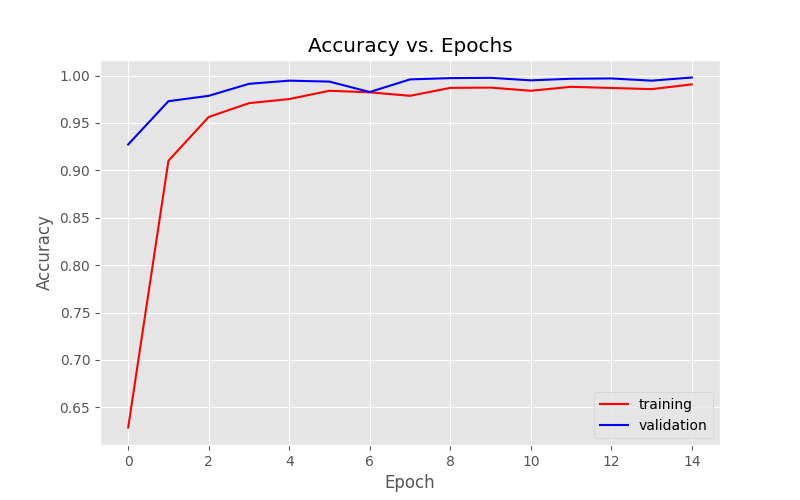 Accuracy vs. Epochs
1.00
0.95
0.90
0.85
0.80
0.75
0.70
0.65
Accuracy
training
validation
0 2 4 6 8 10 12 14
Epoch